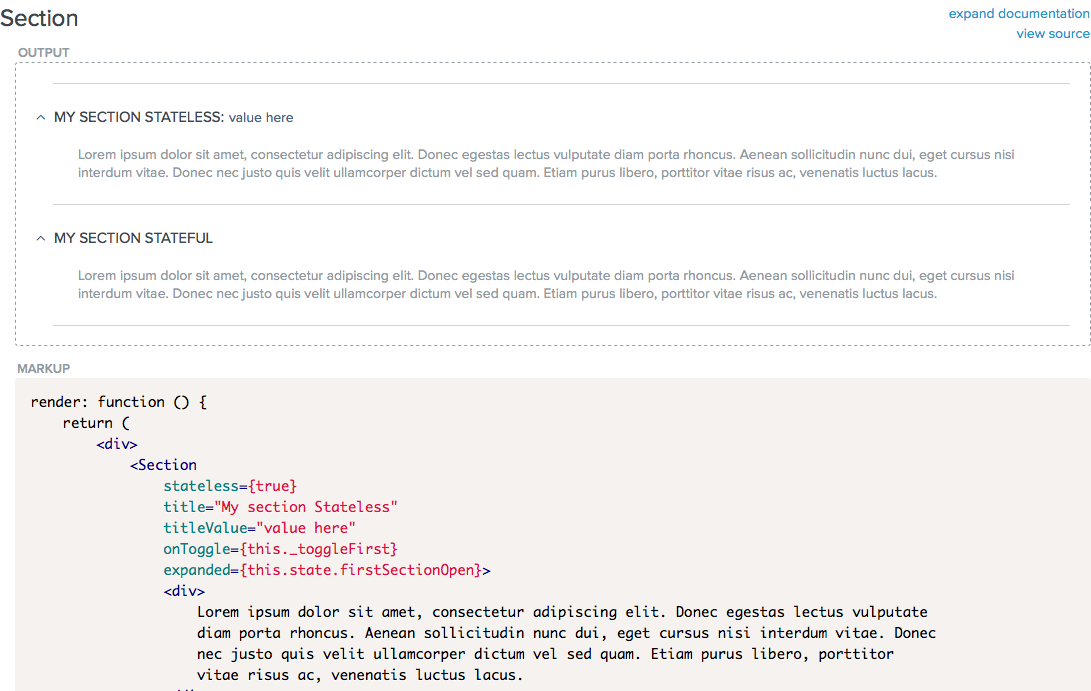 Section
expand documentation
view source
OUTPUT
MY SECTION STATELESS: value here
Lorem ipsum dolor sit amet, consectetur adipiscing elit. Donec egestas lectus vulputate diam porta rhoncus. Aenean sollicitudin nunc dui, eget cursus nisi
interdum vitae. Donec nec justo quis velit ullamcorper dictum vel sed quam. Etiam purus libero, porttitor vitae risus ac, venenatis luctus lacus.
MY SECTION STATEFUL
Lorem ipsum dolor sit amet, consectetur adipiscing elit. Donec egestas lectus vulputate diam porta rhoncus. Aenean sollicitudin nunc dui, eget cursus nisi
interdum vitae. Donec nec justo quis velit ullamcorper dictum vel sed quam. Etiam purus libero, porttitor vitae risus ac, venenatis luctus lacus.
MARKUP
render: function () {
return (
<div>
<Section
stateless={true}
title="My section Stateless"
titleValue="value here"
onToggle={this._toggleFirst}
expanded={this.state.firstSectionOpen}>
<div>
Lorem ipsum dolor sit amet, consectetur adipiscing elit. Donec egestas lectus vulputate
diam porta rhoncus. Aenean sollicitudin nunc dui, eget cursus nisi interdum vitae. Donec
nec justo quis velit ullamcorper dictum vel sed quam. Etiam purus libero, porttitor
vitae risus ac, venenatis luctus lacus.